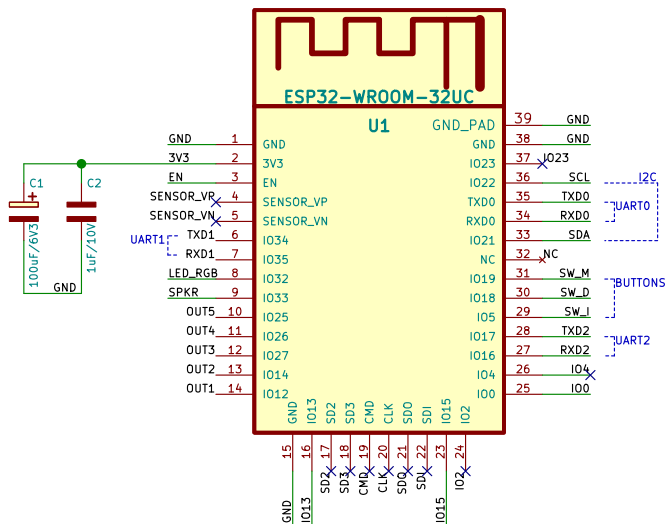 ESP32-WROOM-32UC
U1
GND_PAD 39 GND
GND 1 GND
GND 38 GND
3V3 2 3V3
IO23 37 IO23
EN 3 EN
IO22 36 SCL I2C
SENSOR_VP 4 SENSOR_VP
TXD0 35 TXD0 UART0
SENSOR_VN 5 SENSOR_VN
RXD0 34 RXD0
UART1 TXD1 6 IO34
IO21 33 SDA
RXD1 7 IO35
NC 32 NC
LED_RGB 8 IO32
IO19 31 SW_M BUTTONS
SPKR 9 IO33
IO18 30 SW_D
OUT5 10 IO25
IO5 29 SW_I
OUT4 11 IO26
IO17 28 TXD2 UART2
OUT3 12 IO27
IO16 27 RXD2
OUT2 13 IO14
IO4 26 IO4
OUT1 14 IO12
IO0 25 IO0
C1 + 100uF/6V3
C2 1uF/10V
GND
GND IO13 SD2 SD3 CMD CLK SD0 SDI IO15 IO2
15 16 17 18 19 20 21 22 23 24
GND IO13 SD2 SD3 CMD CLK SD0 SDI IO15 IO2